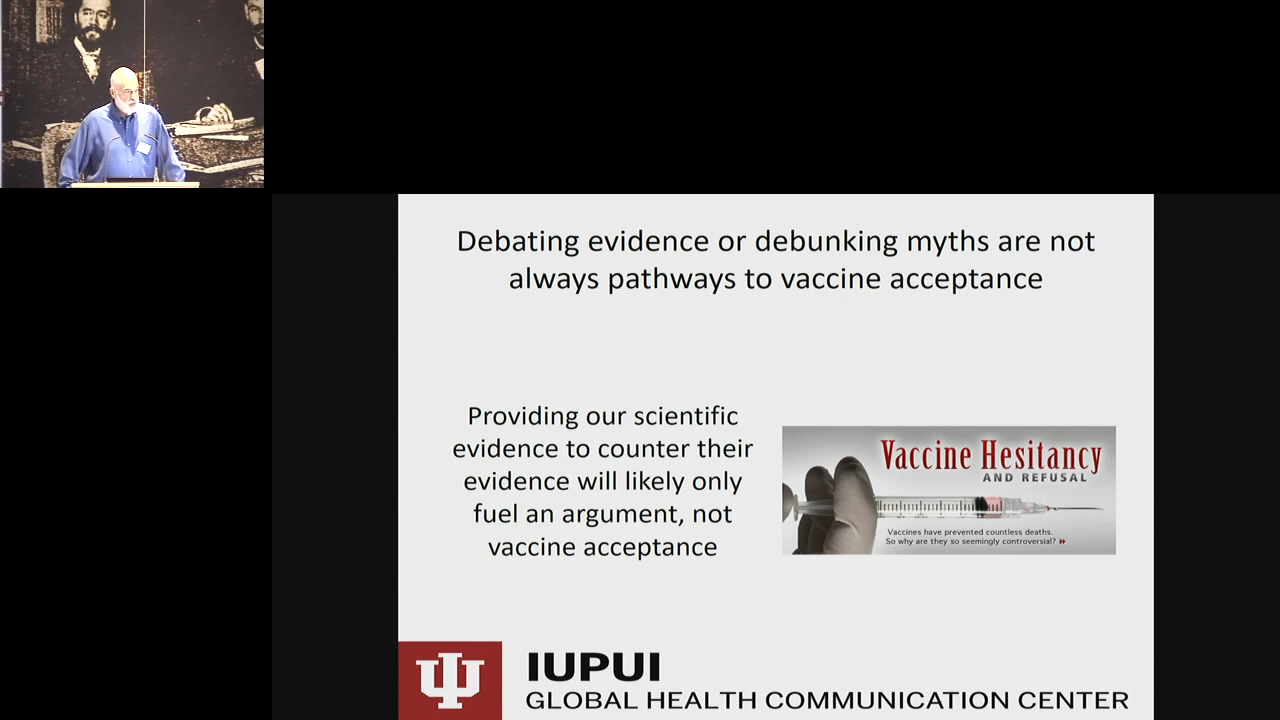 Debating evidence or debunking myths are not
always pathways to vaccine acceptance
Providing our scientific
evidence to counter their
evidence will likely only
fuel an argument, not
vaccine acceptance
Vaccine Hesitancy
AND REFUSAL
Vaccines have prevented countless deaths.
So why are they so seemingly controversial?
IUPUI
GLOBAL HEALTH COMMUNICATION CENTER